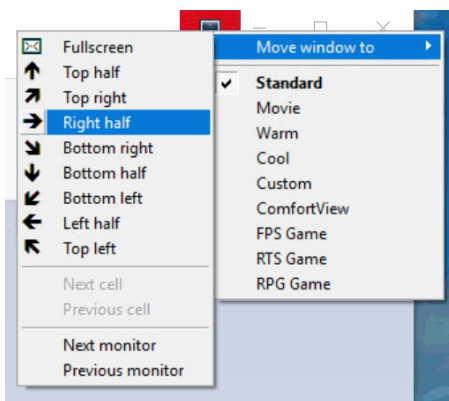 Fullscreen
Top half
Top right
Right half
Bottom right
Bottom half
Bottom left
Left half
Top left
Next cell
Previous cell
Next monitor
Previous monitor
Move window to
Standard
Movie
Warm
Cool
Custom
ComfortView
FPS Game
RTS Game
RPG Game